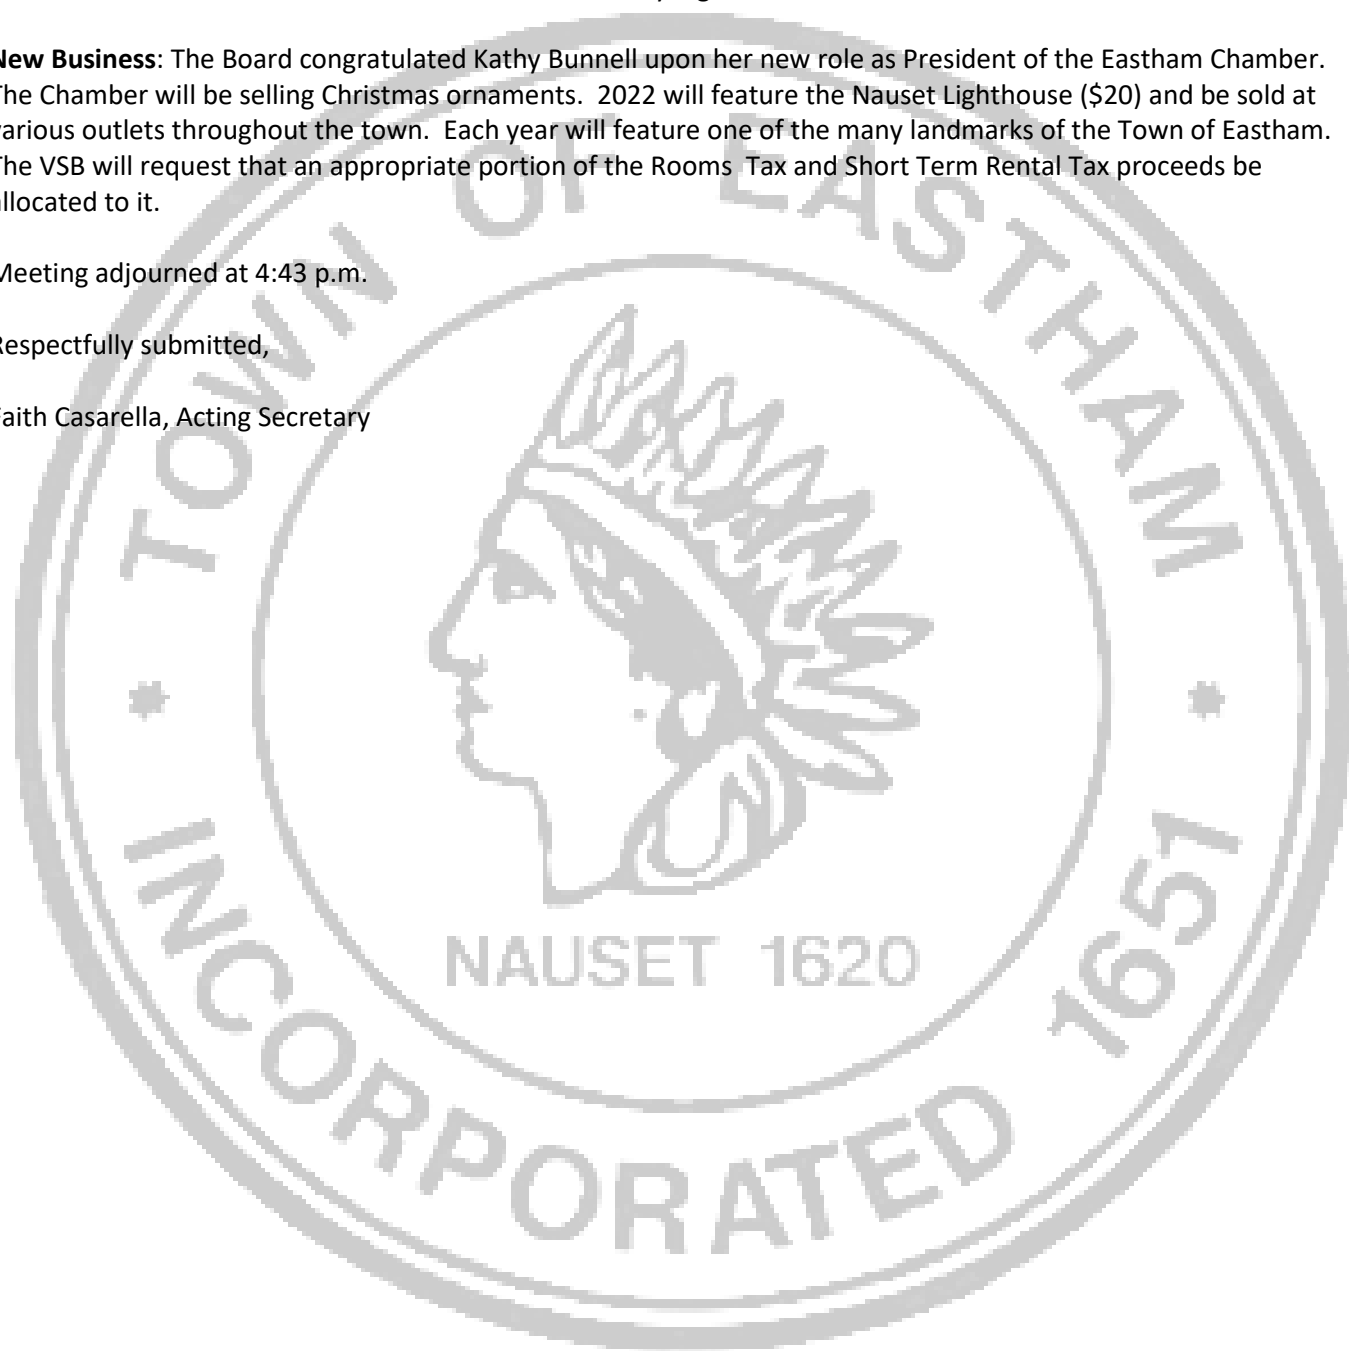 New Business: The Board congratulated Kathy Bunnell upon her new role as President of the Eastham Chamber.
The Chamber will be selling Christmas ornaments. 2022 will feature the Nauset Lighthouse ($20) and be sold at
various outlets throughout the town. Each year will feature one of the many landmarks of the Town of Eastham.
The VSB will request that an appropriate portion of the Rooms Tax and Short Term Rental Tax proceeds be
allocated to it.
Meeting adjourned at 4:43 p.m.
Respectfully submitted,
Faith Casarella, Acting Secretary
TOWN OF EASTHAM
NAUSET 1620
INCORPORATED 1651